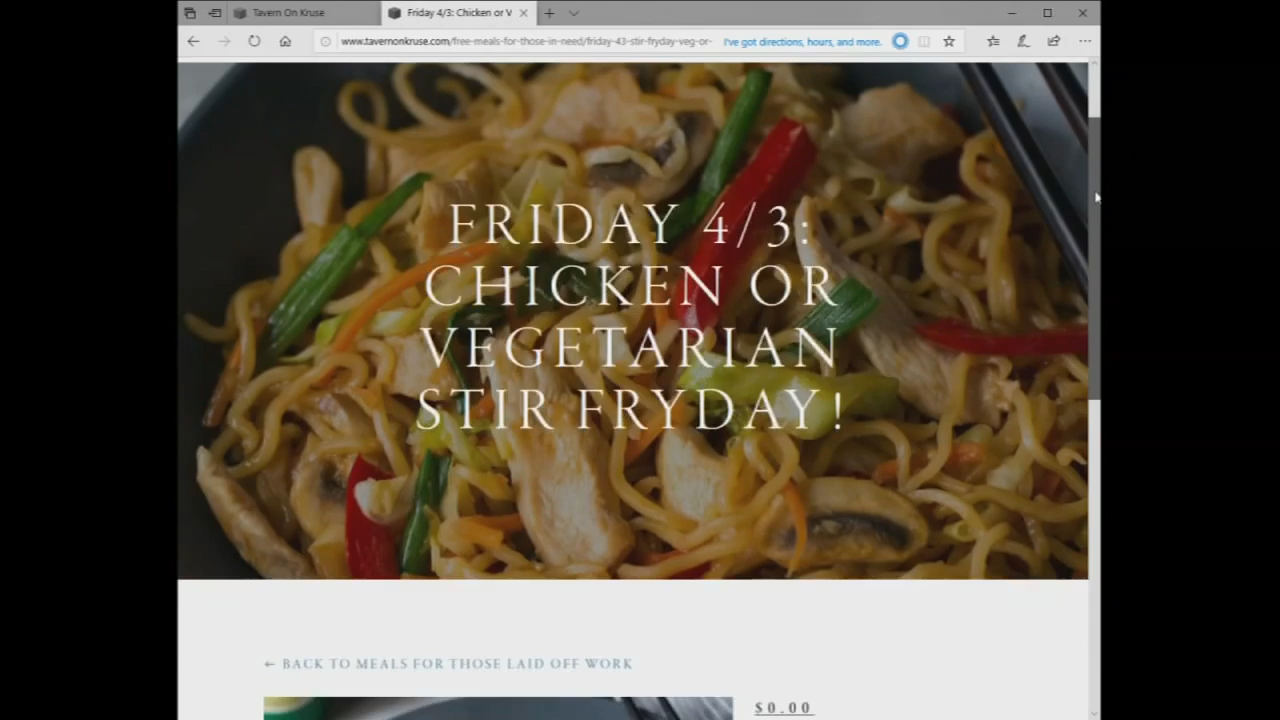 Tavern On Kruse
Friday 4/3: Chicken or V
www.tavernonkruse.com/free-meals-for-those-in-need/friday-43-stir-fryday-veg-or-
I've got directions, hours, and more.
FRIDAY 4/3:
CHICKEN OR
VEGETARIAN
STIR FRYDAY!
← BACK TO MEALS FOR THOSE LAID OFF WORK
$0.00